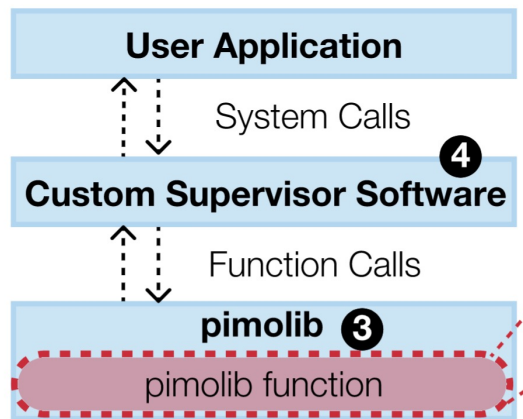 User Application
System Calls
4
Custom Supervisor Software
Function Calls
pimolib 3
pimolib function